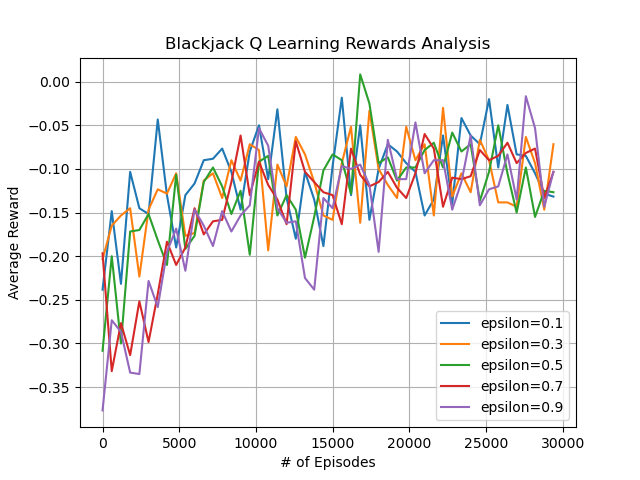 Blackjack Q Learning Rewards Analysis
Average Reward
0.00
−0.05
−0.10
−0.15
−0.20
−0.25
−0.30
−0.35
epsilon=0.1
epsilon=0.3
epsilon=0.5
epsilon=0.7
epsilon=0.9
0 5000 10000 15000 20000 25000 30000
# of Episodes